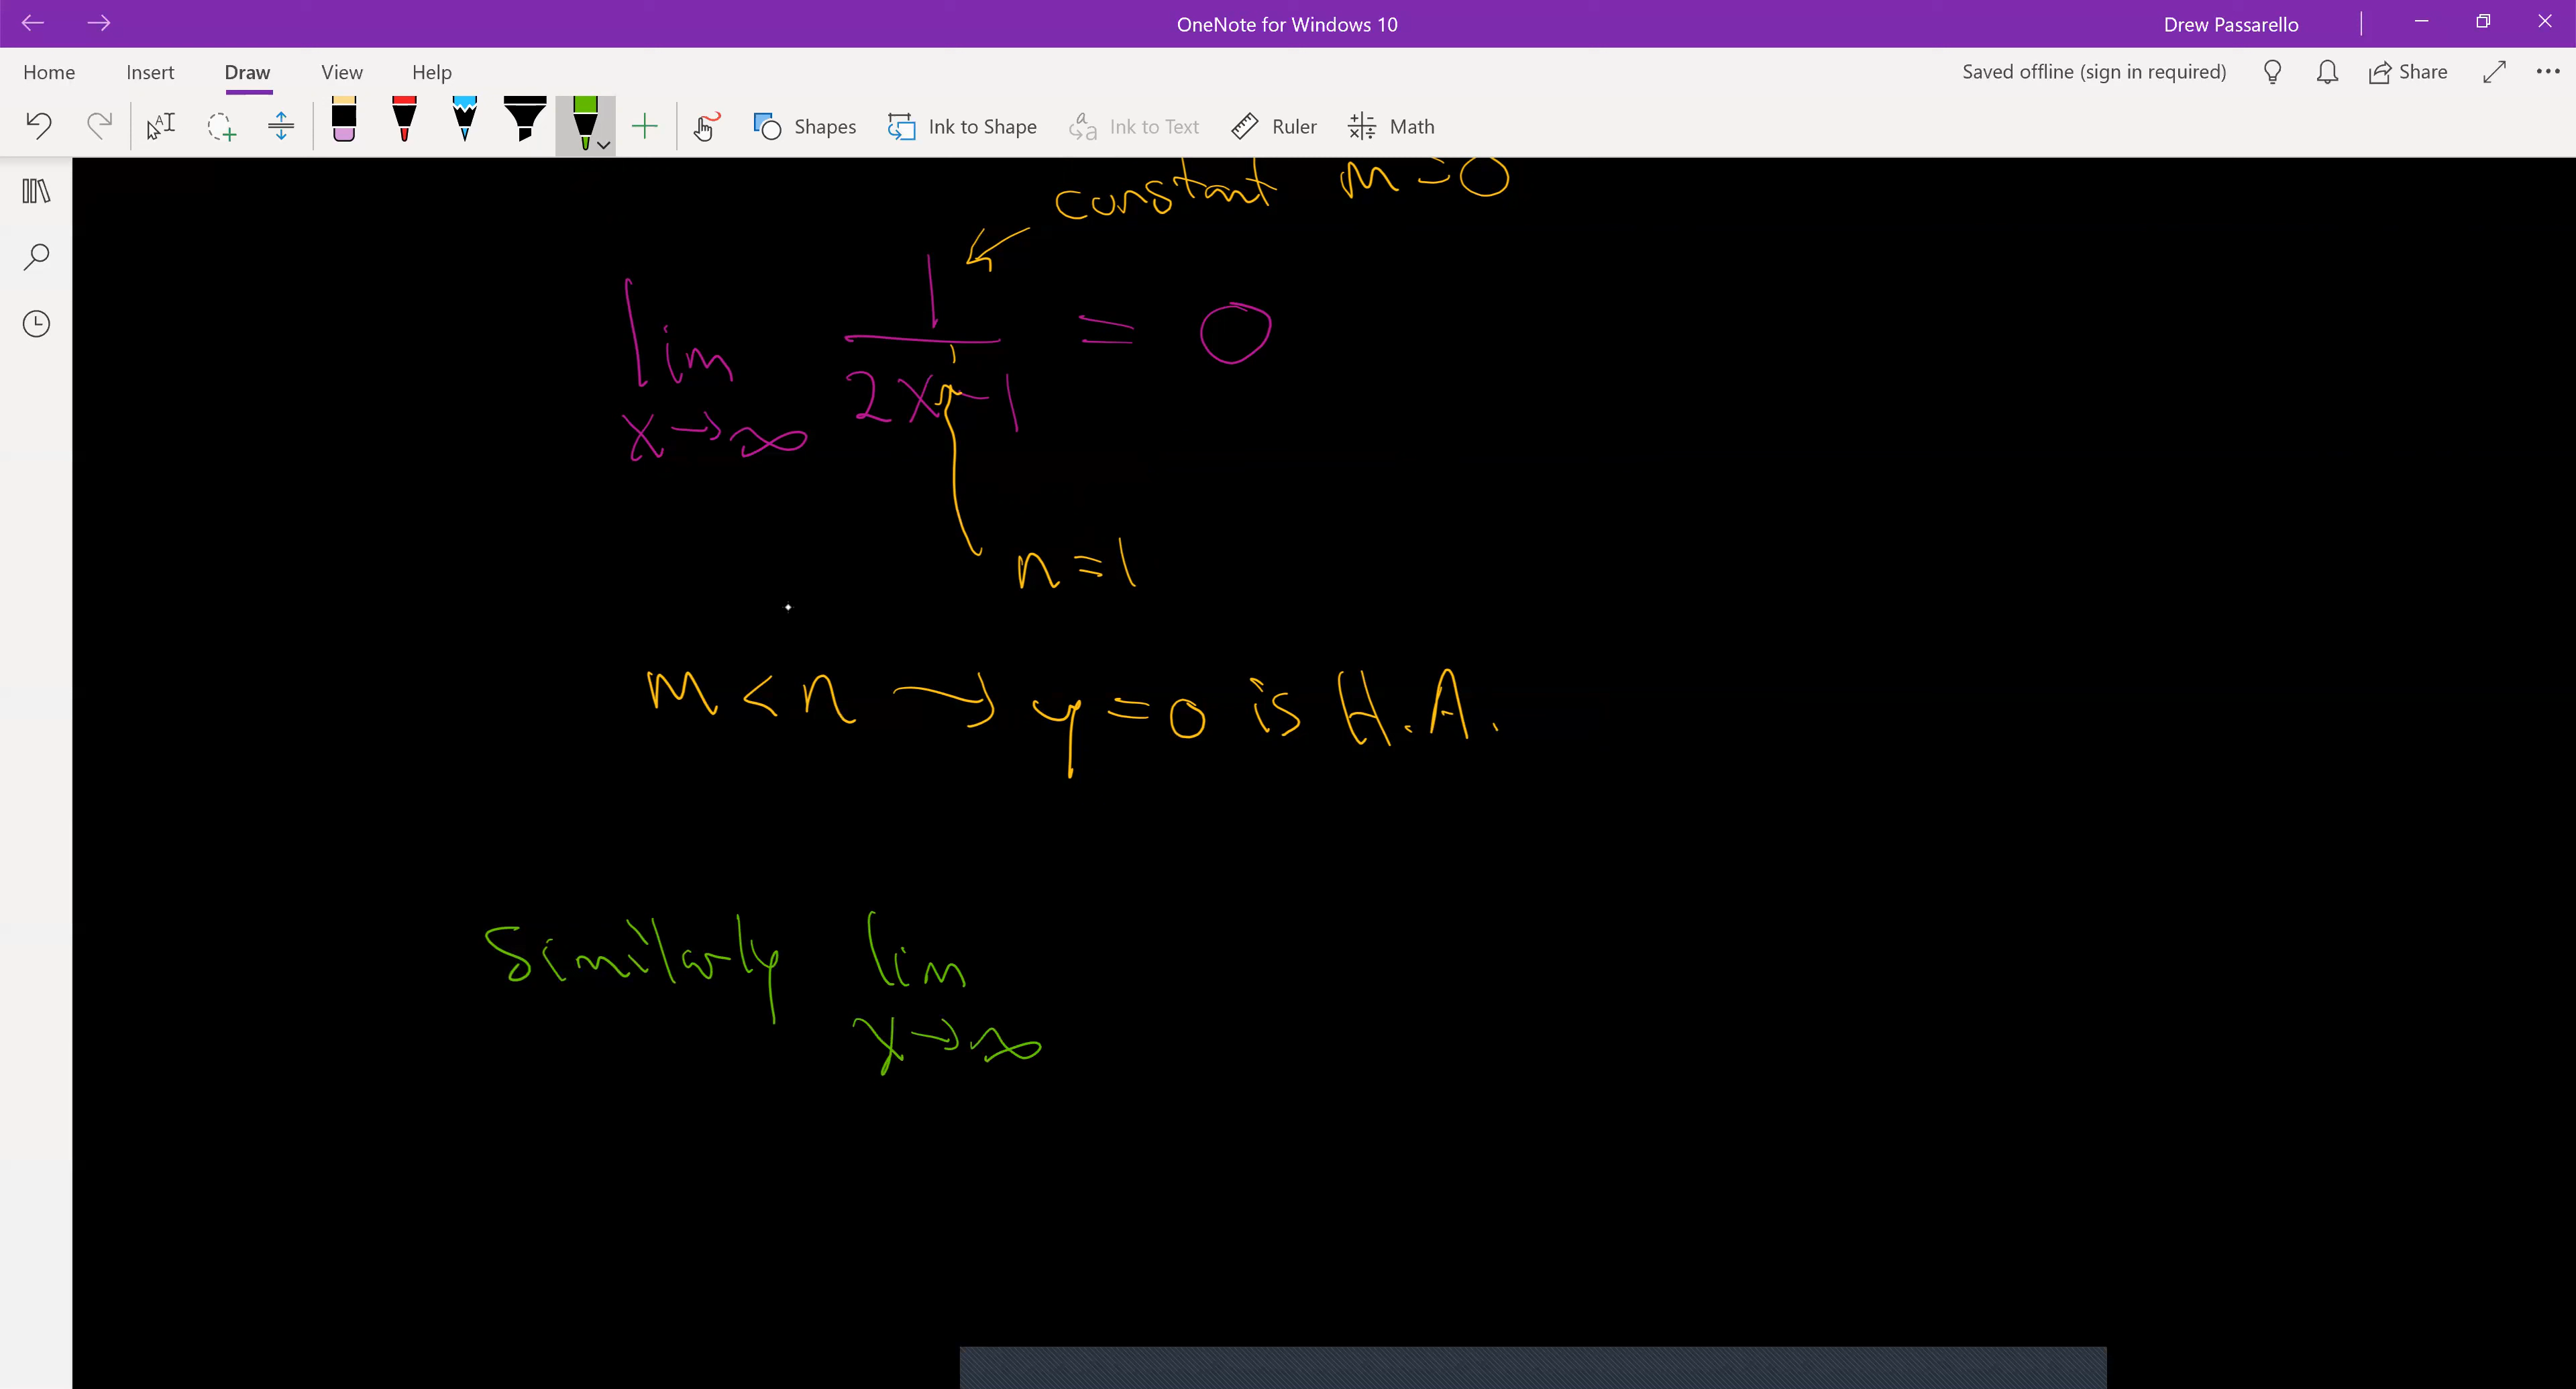 OneNote for Windows 10
Drew Passarello
Home Insert Draw View Help
Saved offline (sign in required) Share
Shapes Ink to Shape Ink to Text Ruler Math
constant m = 0
lim x→∞ 1/(2x-1) = 0
n = 1
m < n → y = 0 is H.A.
Similarly lim
x→∞